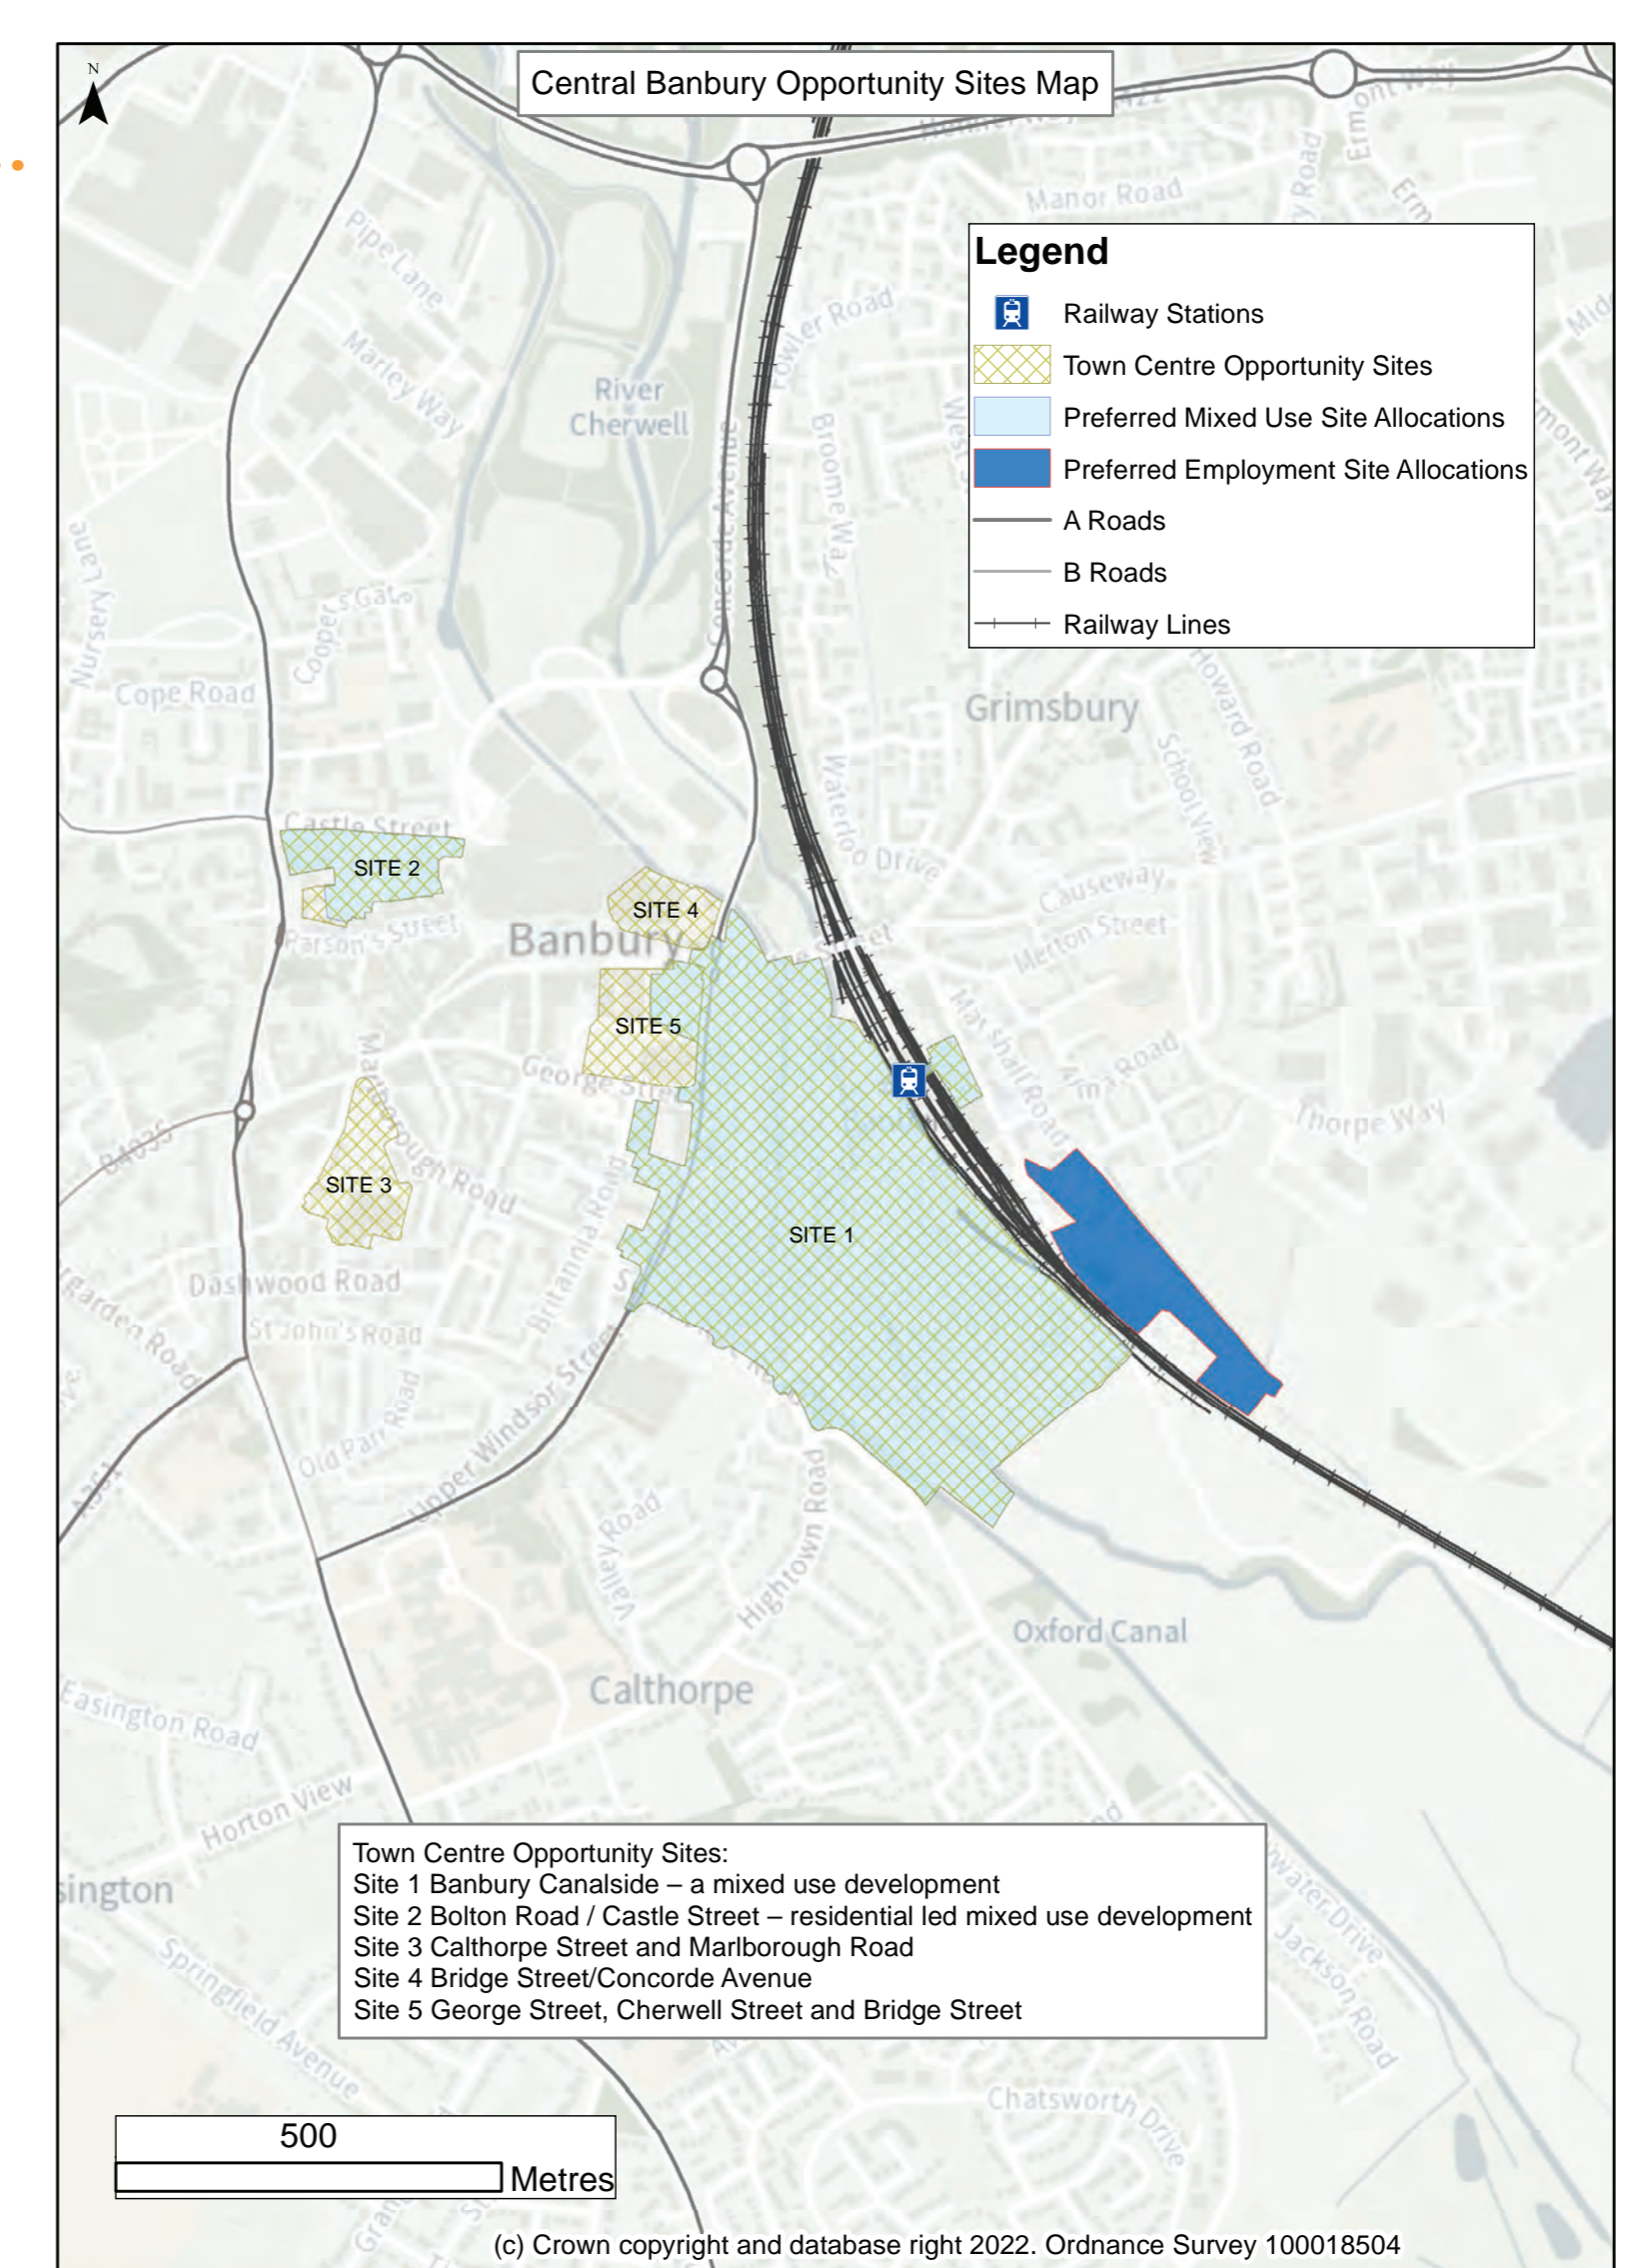 Central Banbury Opportunity Sites Map
N
Ermont Way
Manor Road
Pipe Lane
Legend
Railway Stations
Town Centre Opportunity Sites
Preferred Mixed Use Site Allocations
Preferred Employment Site Allocations
A Roads
B Roads
Railway Lines
Fowler Road
Marley Way
River
Cherwell
Concorde Avenue
Broome Way
Nursery Lane
Cope Road
Grimsbury
Howard Road
School View
Waterloo Drive
Castle Street
SITE 2
Parson's Street
Causeway
Merton Street
SITE 4
Banbury
SITE 5
George Street
Marshall Road
Alma Road
Thorpe Way
B4035
Marlborough Road
SITE 3
SITE 1
Britannia Road
Dashwood Road
St John's Road
Old Parr Road
Upper Windsor Street
A361
Valley Road
Hightown Road
Oxford Canal
Calthorpe
Easington Road
Horton View
Town Centre Opportunity Sites:
Site 1 Banbury Canalside – a mixed use development
Site 2 Bolton Road / Castle Street – residential led mixed use development
Site 3 Calthorpe Street and Marlborough Road
Site 4 Bridge Street/Concorde Avenue
Site 5 George Street, Cherwell Street and Bridge Street
sington
Springfield Avenue
Jackson Road
Chatsworth Drive
500
Metres
(c) Crown copyright and database right 2022. Ordnance Survey 100018504